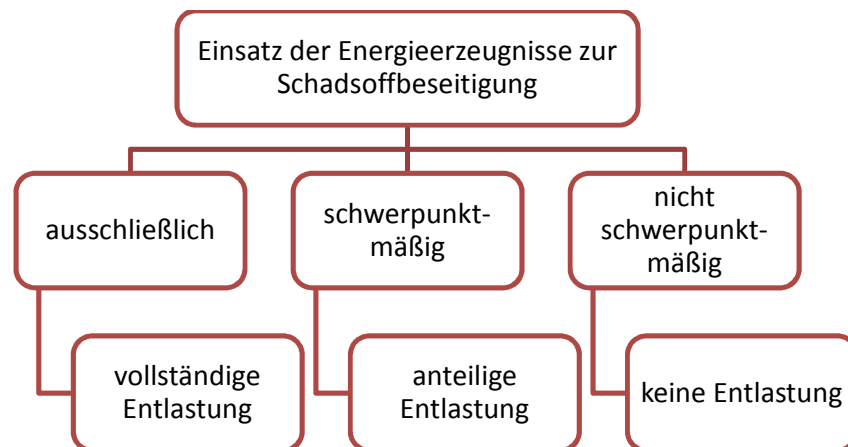 Einsatz der Energieerzeugnisse zur
Schadsoffbeseitigung
ausschließlich
schwerpunkt-
mäßig
nicht
schwerpunkt-
mäßig
vollständige
Entlastung
anteilige
Entlastung
keine Entlastung